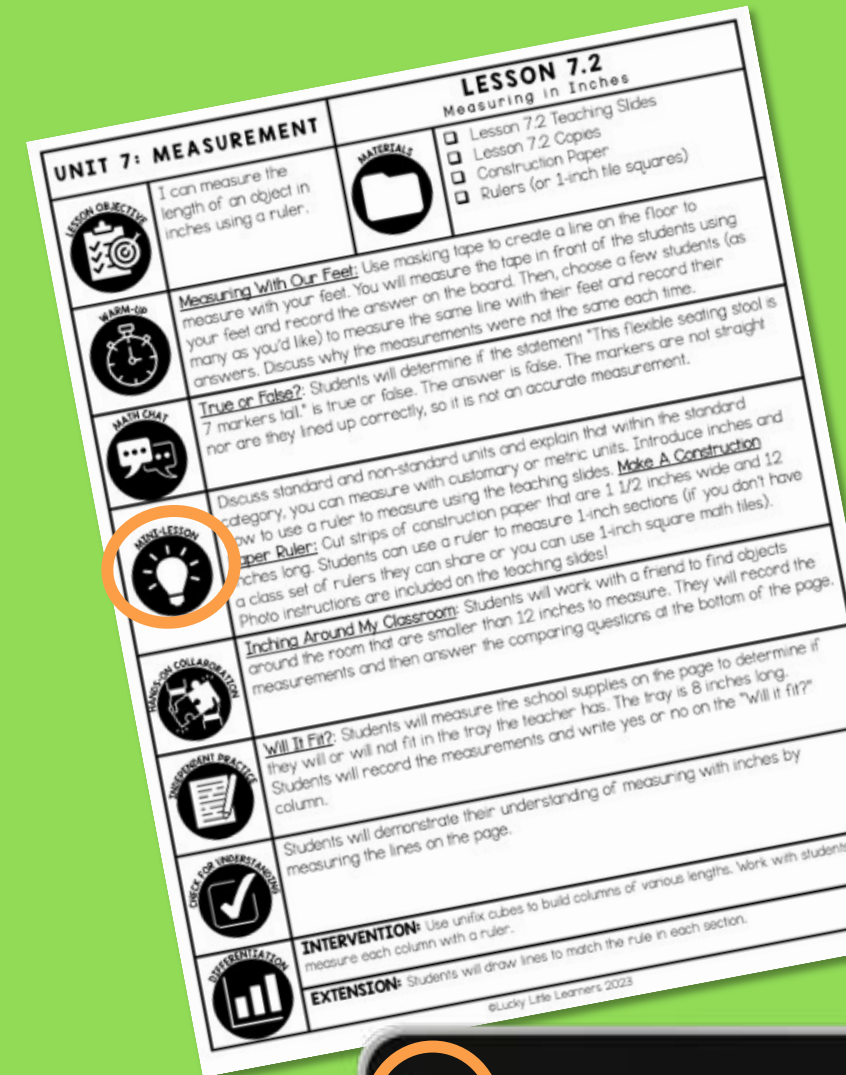 LESSON 7.2
Measuring in Inches
UNIT 7: MEASUREMENT
LESSON OBJECTIVE
I can measure the
length of an object in
inches using a ruler.
MATERIALS
Lesson 7.2 Teaching Slides
Lesson 7.2 Copies
Construction Paper
Rulers (or 1-inch tile squares)
WARM-UP
Measuring With Our Feet: Use masking tape to create a line on the floor to
measure with your feet. You will measure the tape in front of the students using
your feet and record the answer on the board. Then, choose a few students (as
many as you'd like) to measure the same line with their feet and record their
answers. Discuss why the measurements were not the same each time.
MATH CHAT
True or False?: Students will determine if the statement "This flexible seating stool is
7 markers tall." is true or false. The answer is false. The markers are not straight
nor are they lined up correctly, so it is not an accurate measurement.
MINI-LESSON
Discuss standard and non-standard units and explain that within the standard
category, you can measure with customary or metric units. Introduce inches and
how to use a ruler to measure using the teaching slides. Make A Construction
Paper Ruler: Cut strips of construction paper that are 1 1/2 inches wide and 12
inches long. Students can use a ruler to measure 1-inch sections (if you don't have
a class set of rulers they can share or you can use 1-inch square math tiles).
Photo instructions are included on the teaching slides!
HANDS-ON COLLABORATION
Inching Around My Classroom: Students will work with a friend to find objects
around the room that are smaller than 12 inches to measure. They will record the
measurements and then answer the comparing questions at the bottom of the page.
INDEPENDENT PRACTICE
Will It Fit?: Students will measure the school supplies on the page to determine if
they will or will not fit in the tray the teacher has. The tray is 8 inches long.
Students will record the measurements and write yes or no on the "Will it fit?"
column.
CHECK FOR UNDERSTANDING
Students will demonstrate their understanding of measuring with inches by
measuring the lines on the page.
DIFFERENTIATION
INTERVENTION: Use unifix cubes to build columns of various lengths. Work with students
measure each column with a ruler.
EXTENSION: Students will draw lines to match the rule in each section.
©Lucky Little Learners, 2023